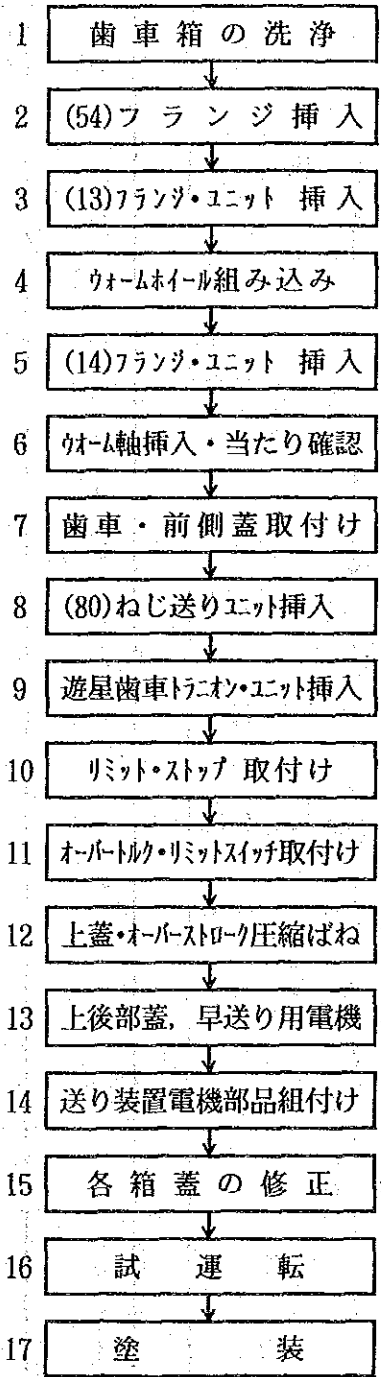 1 歯車箱の洗浄
2 (54)フランジ挿入
3 (13)フランジ・ユニット 挿入
4 ウォームホイール組み込み
5 (14)フランジ・ユニット 挿入
6 ウオーム軸挿入・当たり確認
7 歯車・前側蓋取付け
8 (80)ねじ送りユニット挿入
9 遊星歯車トラニオン・ユニット挿入
10 リミット・ストップ 取付け
11 オーバートルク・リミットスイッチ取付け
12 上蓋・オーバーストローク圧縮ばね
13 上後部蓋，早送り用電機
14 送り装置電機部品組付け
15 各箱蓋の修正
16 試運転
17 塗装